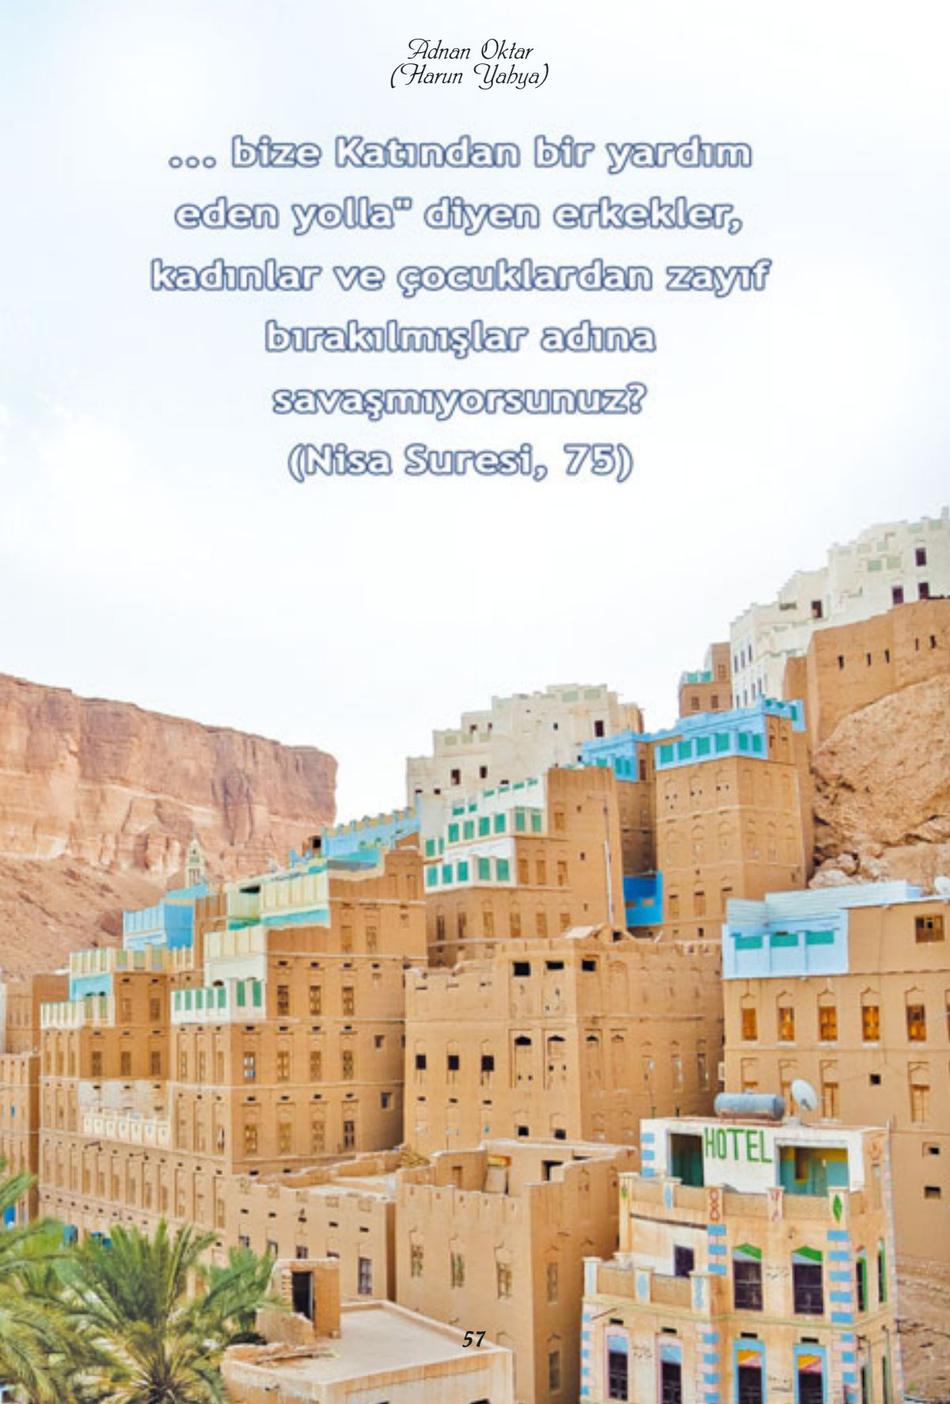 Adnan Oktar
(Harun Yahya)
... bize Katından bir yardım
eden yolla" diyen erkekler,
kadınlar ve çocuklardan zayıf
bırakılmışlar adına
savaşmıyorsunuz?
(Nisa Suresi, 75)
HOTEL
57